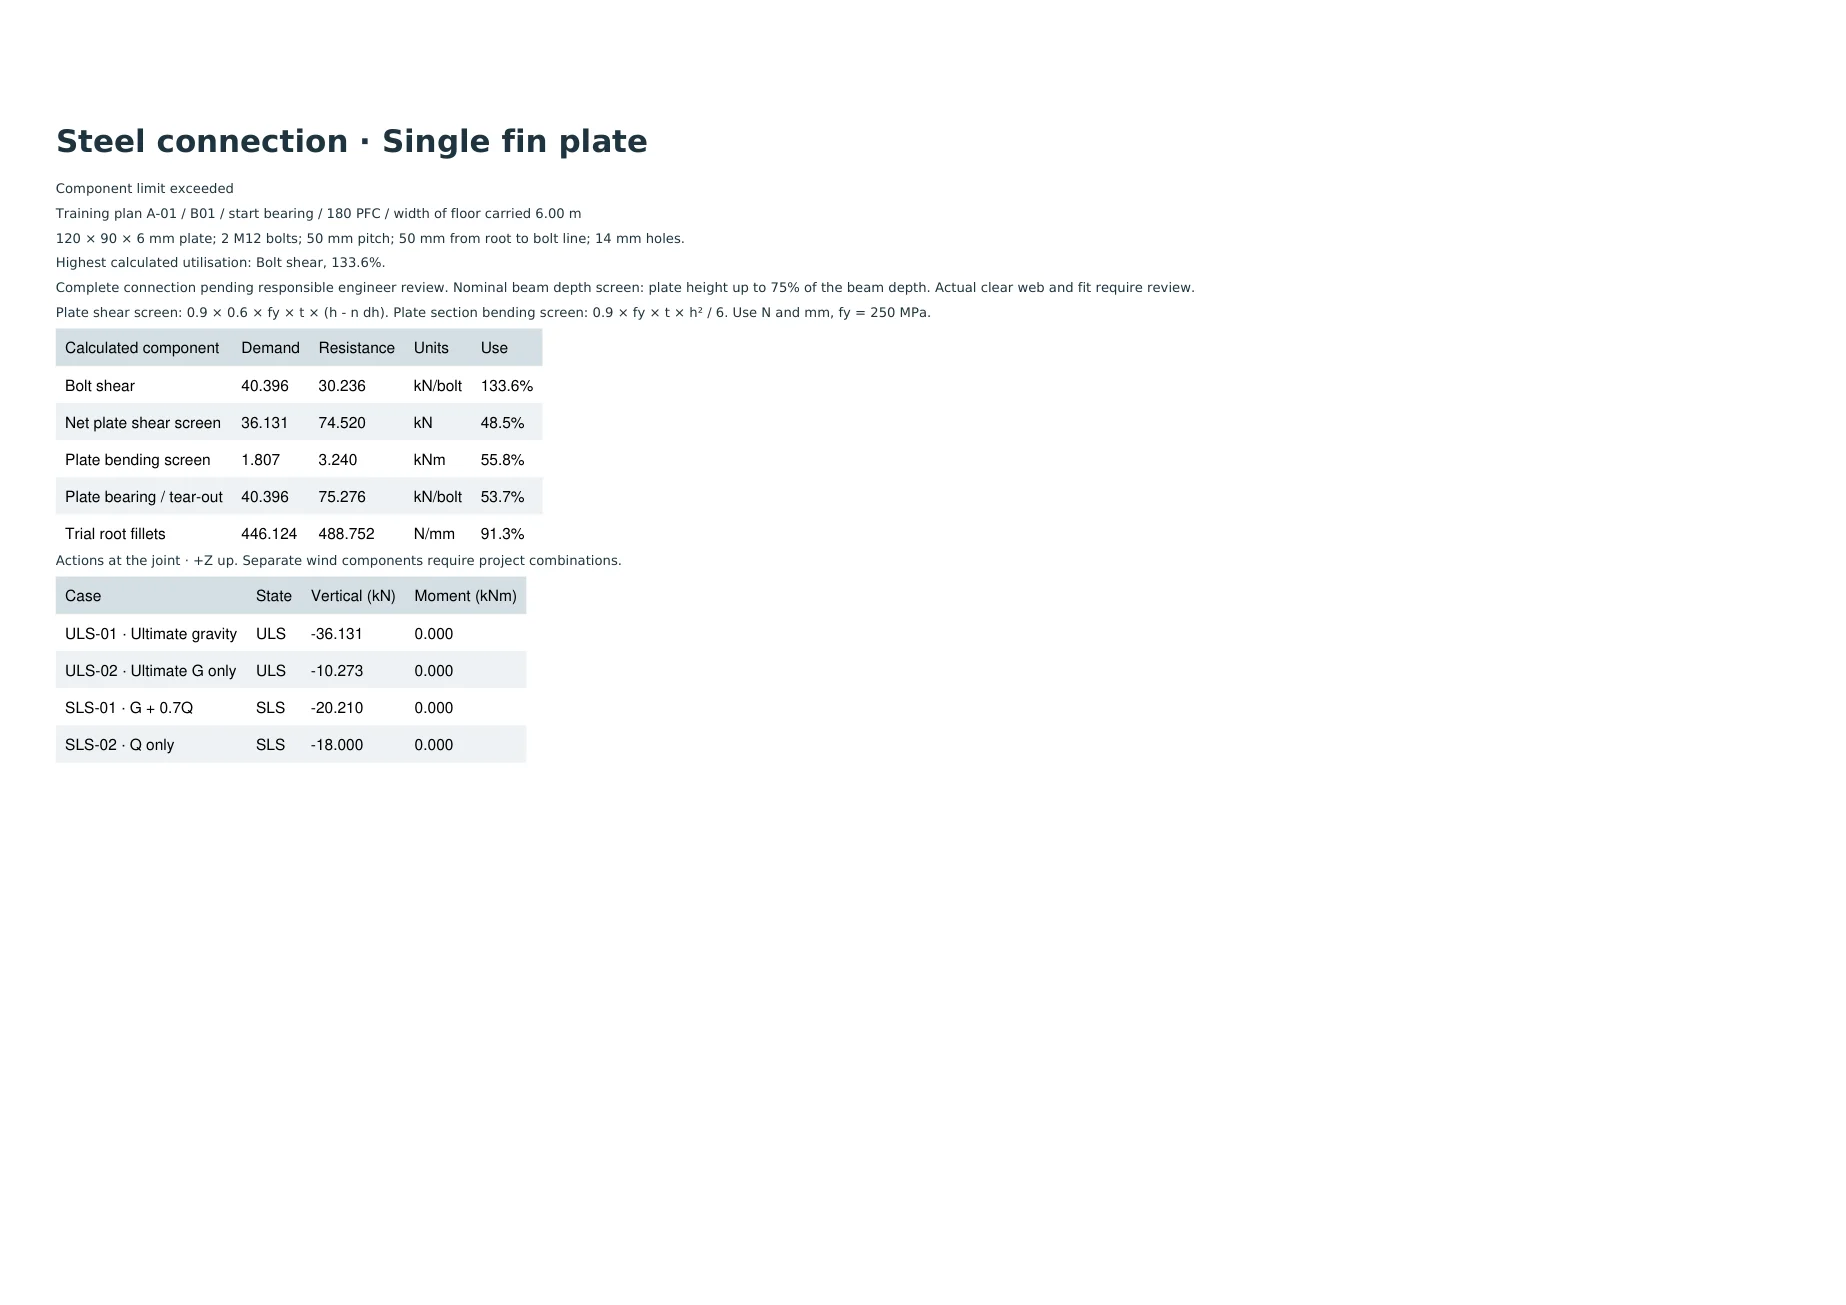 Steel connection · Single fin plate
Component limit exceeded
Training plan A-01 / B01 / start bearing / 180 PFC / width of floor carried 6.00 m
120 × 90 × 6 mm plate; 2 M12 bolts; 50 mm pitch; 50 mm from root to bolt line; 14 mm holes.
Highest calculated utilisation: Bolt shear, 133.6%.
Complete connection pending responsible engineer review. Nominal beam depth screen: plate height up to 75% of the beam depth. Actual clear web and fit require review.
Plate shear screen: 0.9 × 0.6 × fy × t × (h - n dh). Plate section bending screen: 0.9 × fy × t × h² / 6. Use N and mm, fy = 250 MPa.
Calculated component Demand Resistance Units Use
Bolt shear 40.396 30.236 kN/bolt 133.6%
Net plate shear screen 36.131 74.520 kN 48.5%
Plate bending screen 1.807 3.240 kNm 55.8%
Plate bearing / tear-out 40.396 75.276 kN/bolt 53.7%
Trial root fillets 446.124 488.752 N/mm 91.3%
Actions at the joint · +Z up. Separate wind components require project combinations.
Case State Vertical (kN) Moment (kNm)
ULS-01 · Ultimate gravity ULS -36.131 0.000
ULS-02 · Ultimate G only ULS -10.273 0.000
SLS-01 · G + 0.7Q SLS -20.210 0.000
SLS-02 · Q only SLS -18.000 0.000